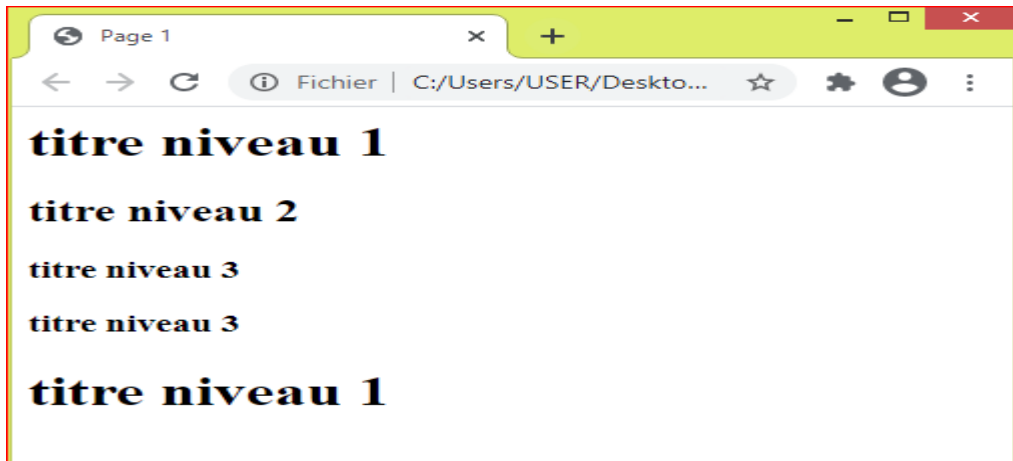 Page 1
Fichier | C:/Users/USER/Deskto...
titre niveau 1
titre niveau 2
titre niveau 3
titre niveau 3
titre niveau 1